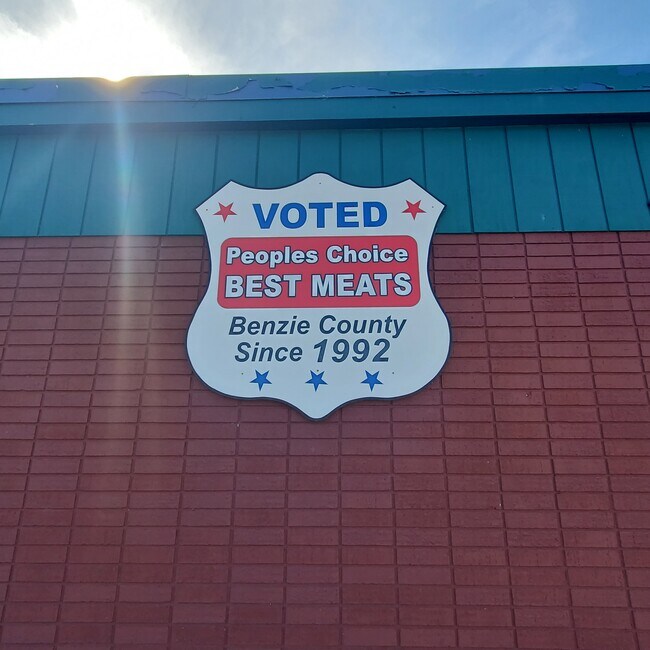 VOTED
Peoples Choice
BEST MEATS
Benzie County
Since 1992